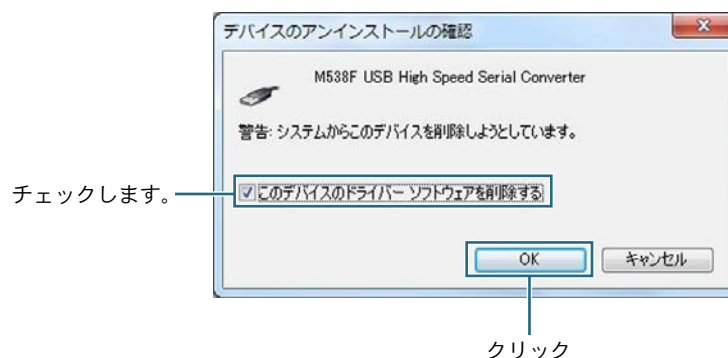 デバイスのアンインストールの確認
M538F USB High Speed Serial Converter
警告: システムからこのデバイスを削除しようとしています。
チェックします。
このデバイスのドライバー ソフトウェアを削除する
OK
キャンセル
クリック